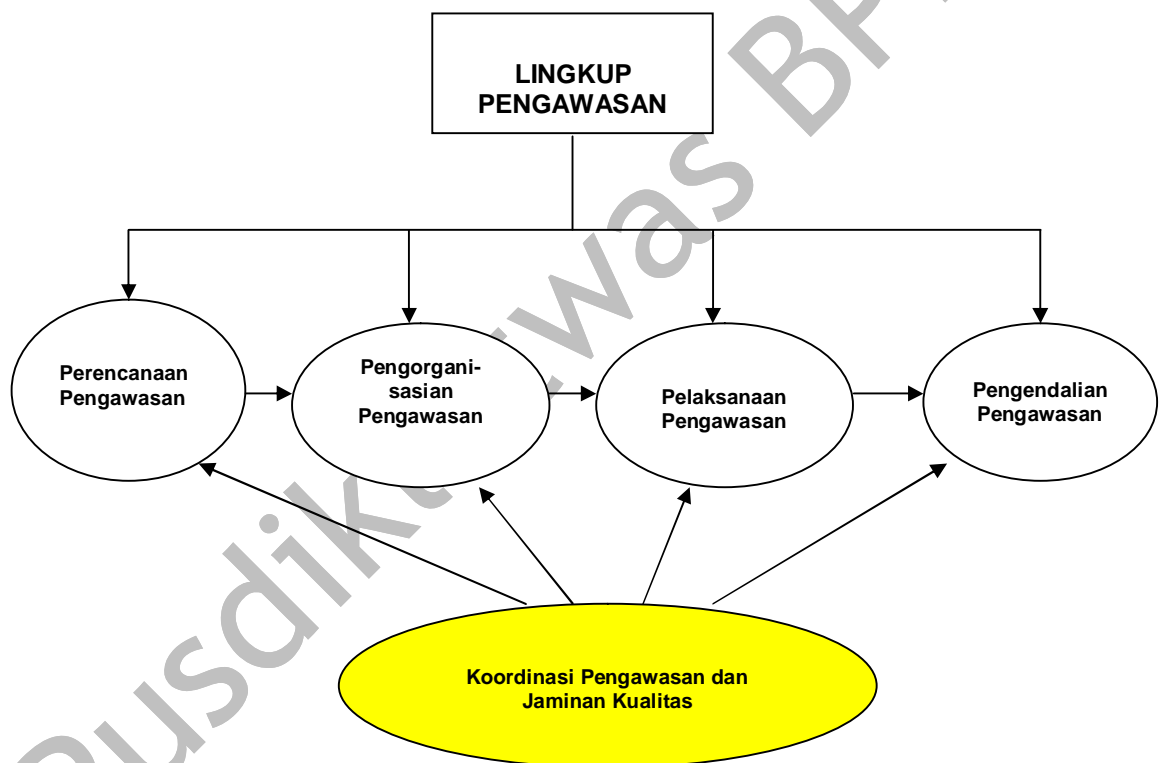 LINGKUP
PENGAWASAN
Perencanaan
Pengawasan
Pengorgani-
sasian
Pengawasan
Pelaksanaan
Pengawasan
Pengendalian
Pengawasan
Koordinasi Pengawasan dan
Jaminan Kualitas